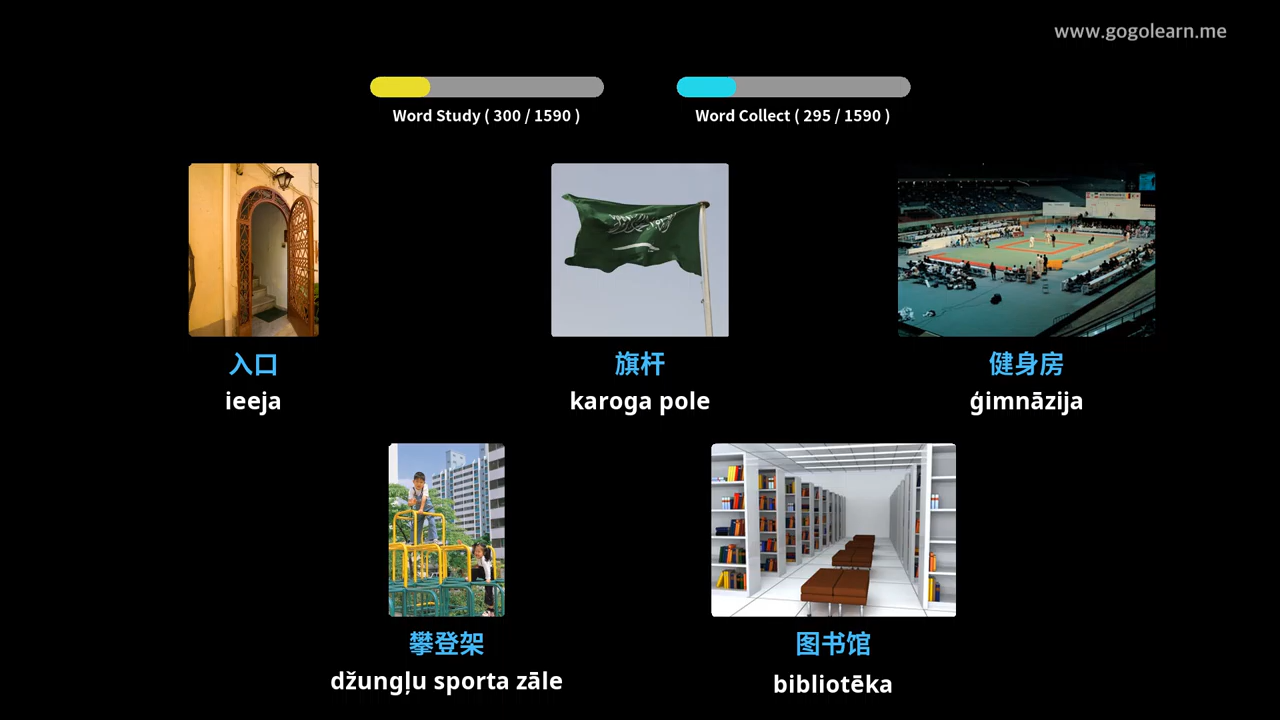 www.gogolearn.me
Word Study ( 300 / 1590 )
Word Collect ( 295 / 1590 )
入口
ieeja
旗杆
karoga pole
健身房
ģimnāzija
攀登架
džungļu sporta zāle
图书馆
bibliotēka